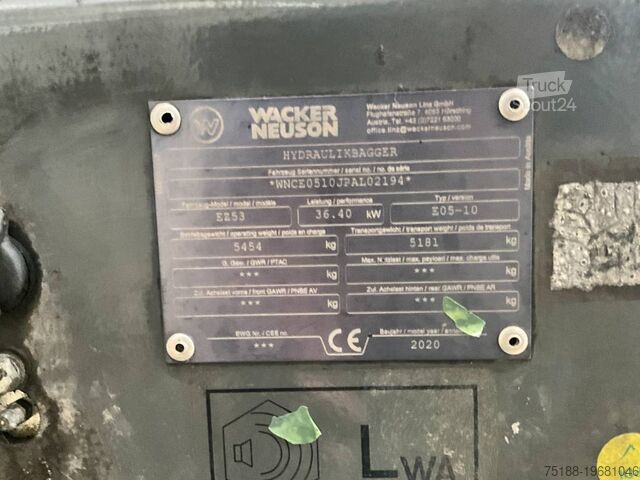 WACKER
NEUSON
Wacker Neuson Linz GmbH
Flughafenstraße 7 4063 Hörsching
Austria, Tel. +43 (0)7221 63000
office.linz@wackerneuson.com
Made in Austria
HYDRAULIKBAGGER
Fahrzeug Seriennummer / serial no. / no. de série
*WNCE0510JPAL02194*
Fahrzeug-Model / model / modèle Leistung / performance Typ / version
EZ53 36.40 kW E05-10
Betriebsgewicht / operating weight / poids en charge Transportgewicht / transport weight / poids de transport
5454 kg 5181 kg
G. Gew. / GWR / PTAC Max. Nutzlast / max. payload / max. charge utile
*** kg *** kg
Zul. Achslast vorne / front GAWR / PNBE AV Zul. Achslast hinten / rear GAWR / PNBE AR
*** kg *** kg
EWG Nr. / CEE no. CE Baujahr / model year /
*** 2020
LWA
Truck
out24
75188-19681046